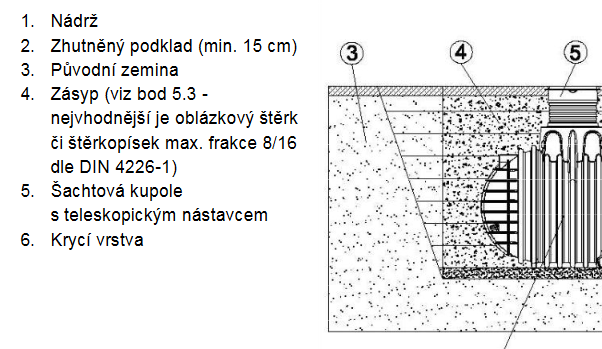 1. Nádrž
2. Zhutněný podklad (min. 15 cm)
3. Původní zemina
4. Zásyp (viz bod 5.3 -
nejvhodnější je oblázkový štěrk
či štěrkopísek max. frakce 8/16
dle DIN 4226-1)
5. Šachtová kupole
s teleskopickým nástavcem
6. Krycí vrstva
3 4 5